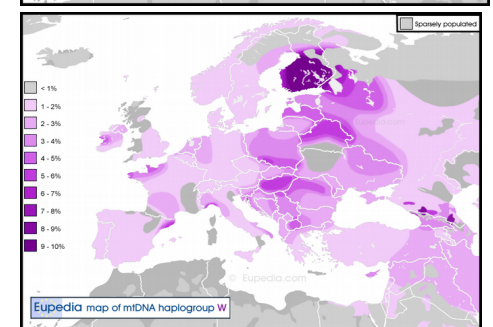 Sparsely populated
< 1%
1 - 2%
2 - 3%
3 - 4%
4 - 5%
5 - 6%
6 - 7%
7 - 8%
8 - 9%
9 - 10%
© Eupedia.com
Eupedia map of mtDNA haplogroup W